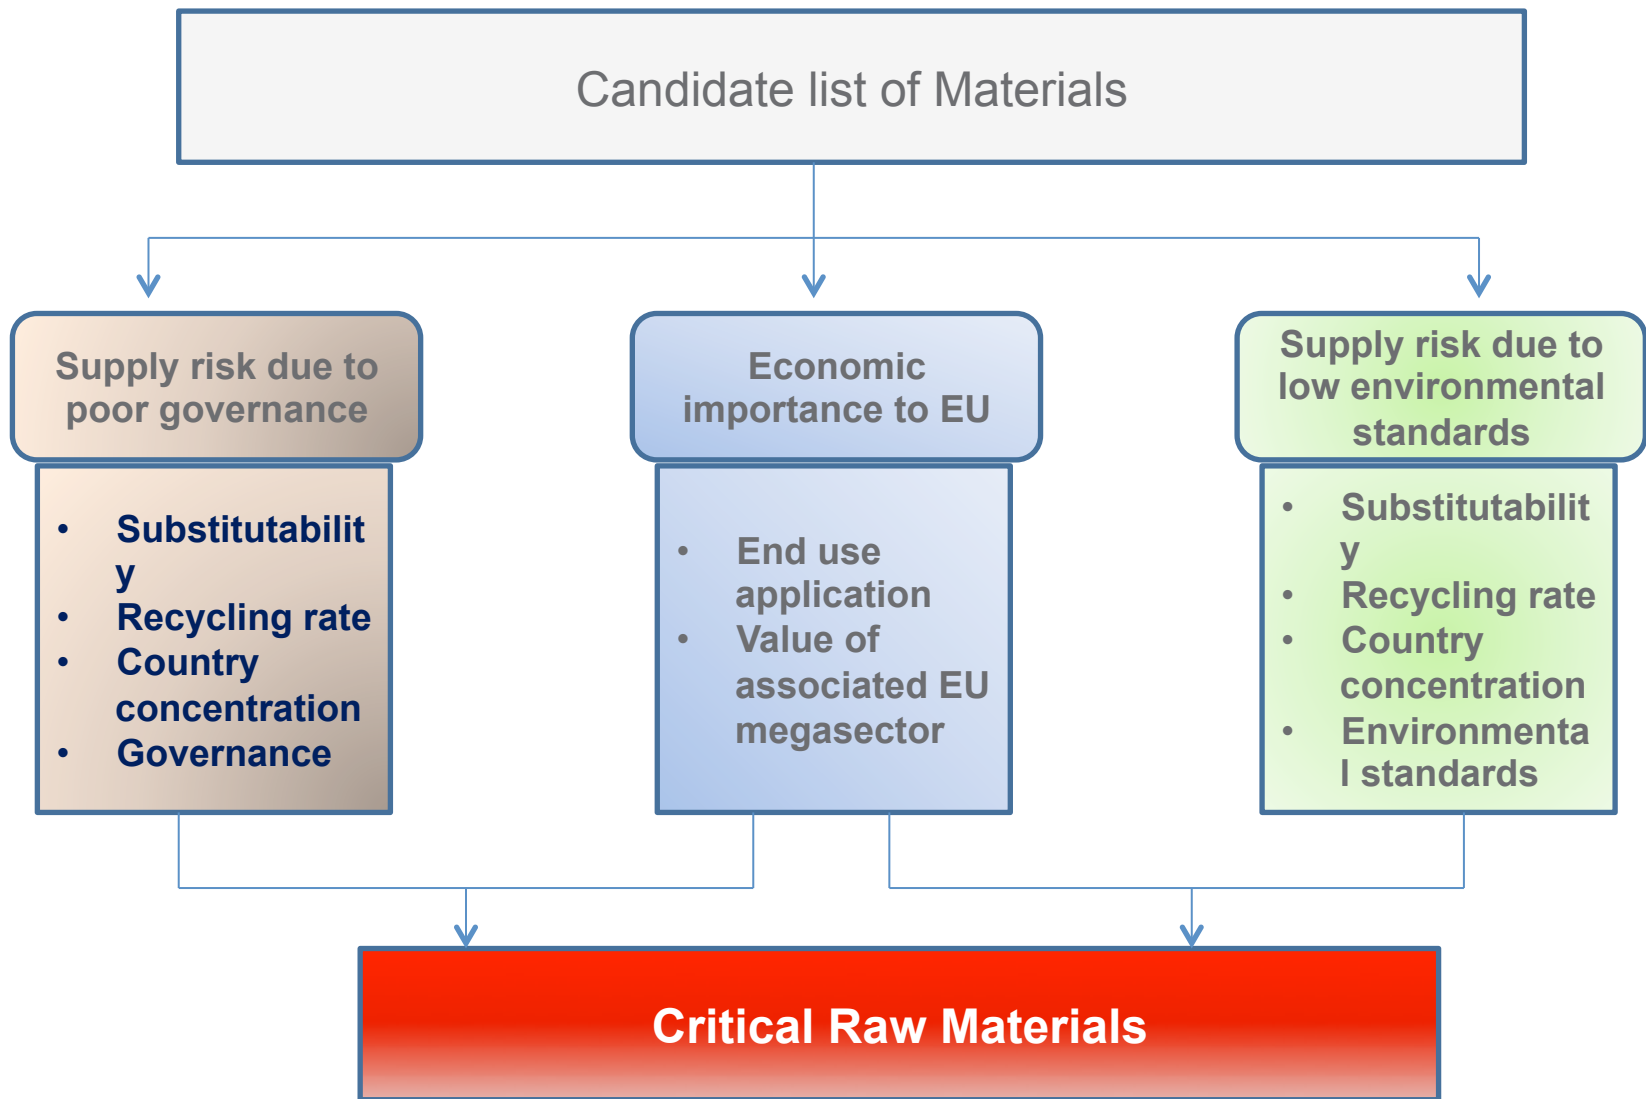 Candidate list of Materials
Supply risk due to
poor governance
• Substitutabilit
y
• Recycling rate
• Country
concentration
• Governance
Economic
importance to EU
• End use
application
• Value of
associated EU
megasector
Supply risk due to
low environmental
standards
• Substitutabilit
y
• Recycling rate
• Country
concentration
• Environmenta
l standards
Critical Raw Materials